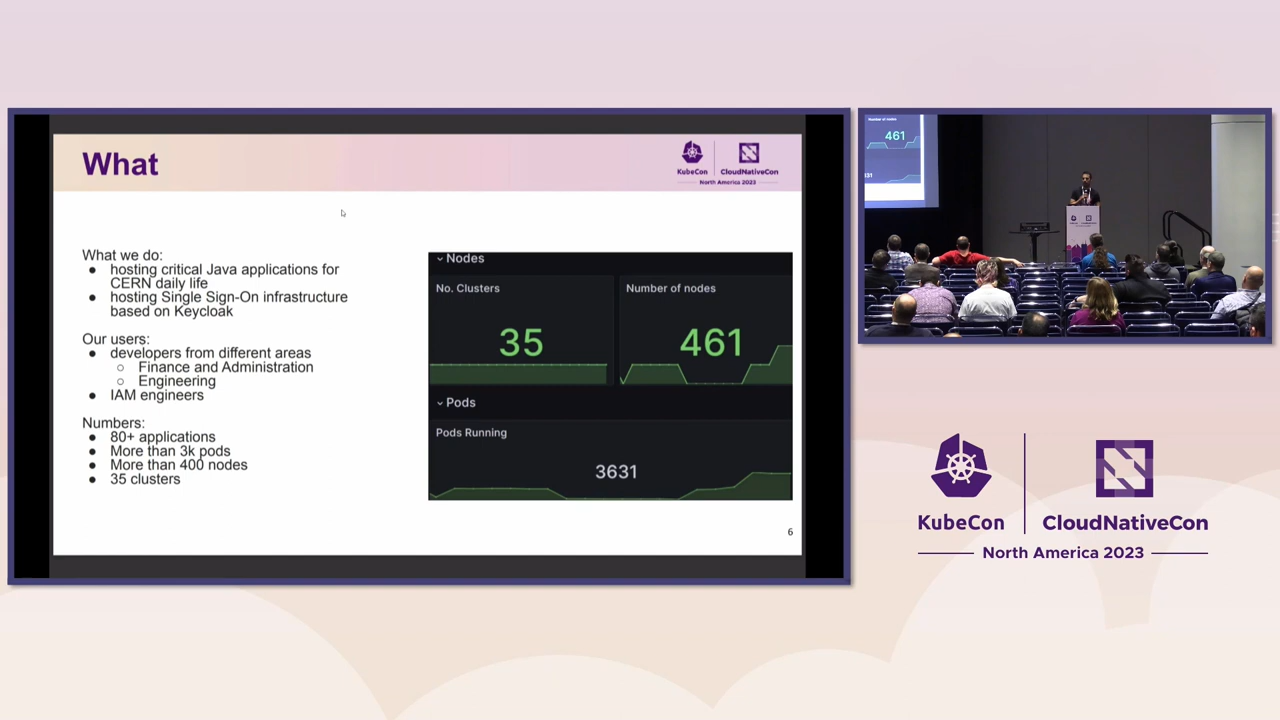 What
KubeCon
CloudNativeCon
North America 2023
What we do:
● hosting critical Java applications for
CERN daily life
● hosting Single Sign-On infrastructure
based on Keycloak
Our users:
● developers from different areas
○ Finance and Administration
○ Engineering
● IAM engineers
Numbers:
● 80+ applications
● More than 3k pods
● More than 400 nodes
● 35 clusters
Nodes
No. Clusters
35
Number of nodes
461
Pods
Pods Running
3631
6
Number of nodes
461
KubeCon
CloudNativeCon
North America 2023